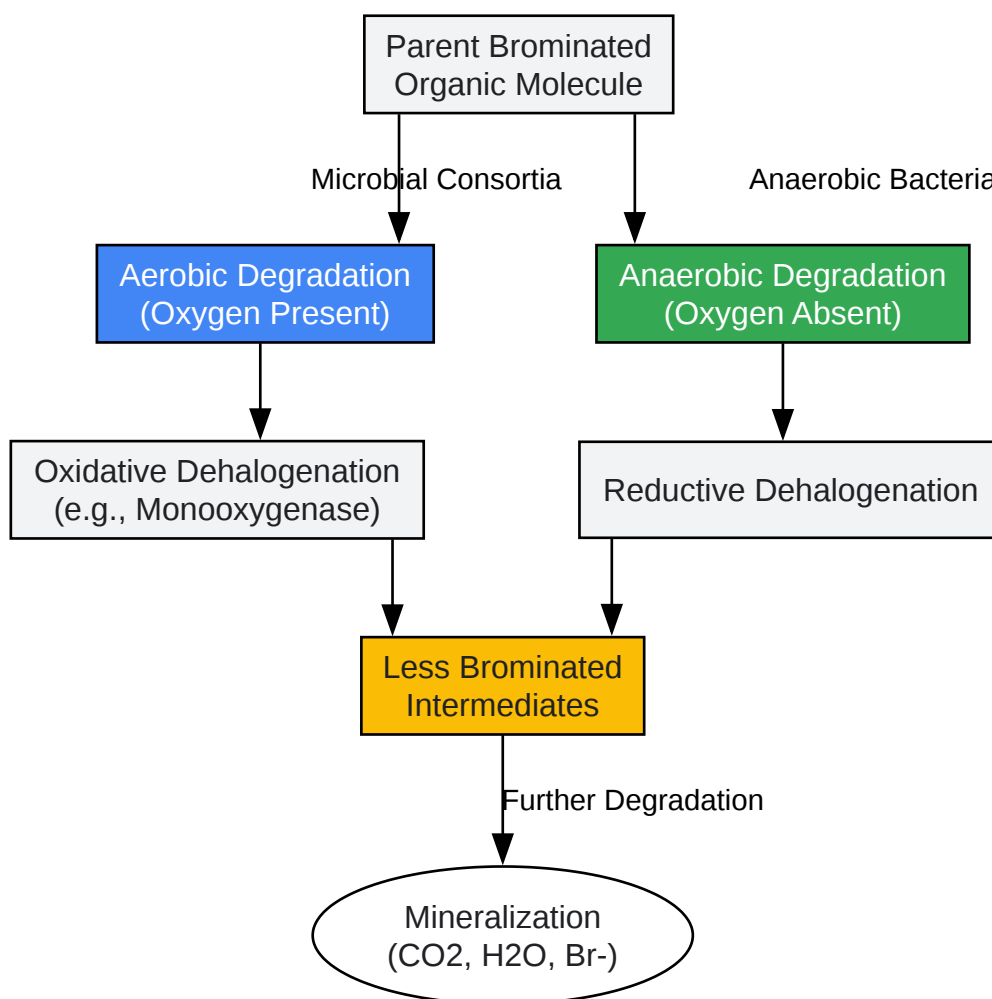 Parent Brominated
Organic Molecule
Microbial Consortia
Anaerobic Bacteria
Aerobic Degradation
(Oxygen Present)
Anaerobic Degradation
(Oxygen Absent)
Oxidative Dehalogenation
(e.g., Monooxygenase)
Reductive Dehalogenation
Less Brominated
Intermediates
Further Degradation
Mineralization
(CO2, H2O, Br-)